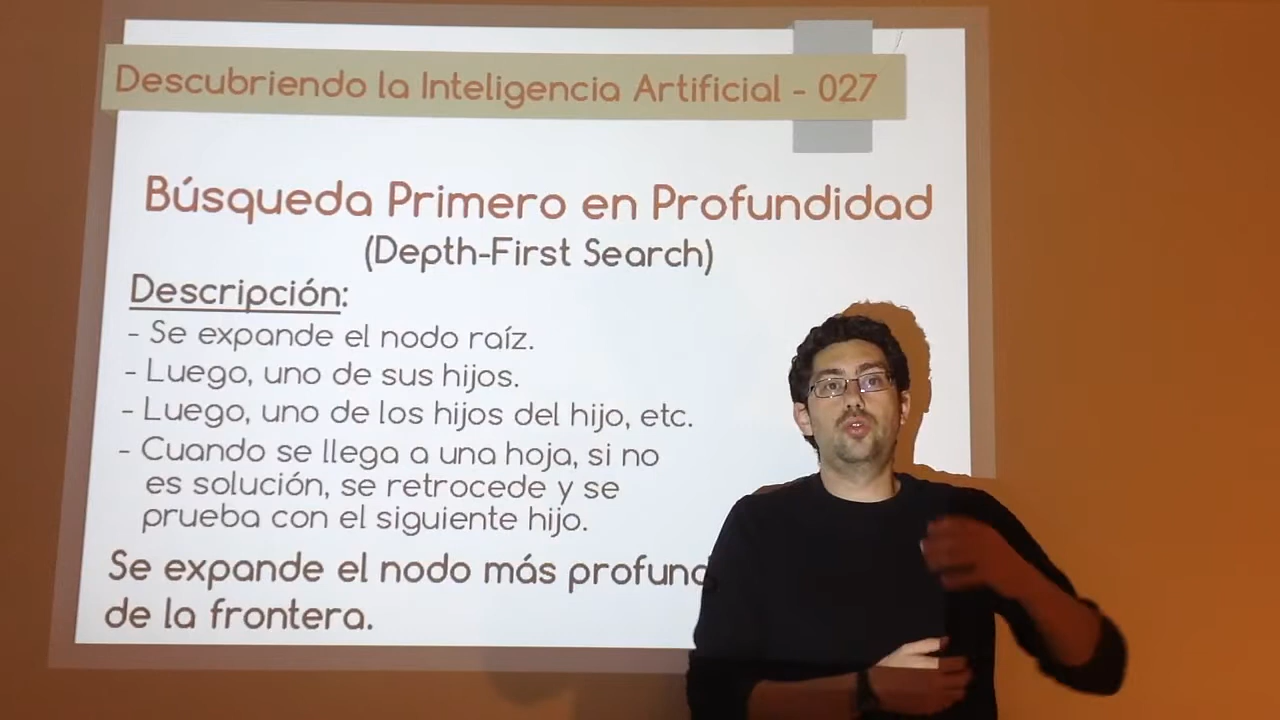 Descubriendo la Inteligencia Artificial - 027
Búsqueda Primero en Profundidad
(Depth-First Search)
Descripción:
- Se expande el nodo raíz.
- Luego, uno de sus hijos.
- Luego, uno de los hijos del hijo, etc.
- Cuando se llega a una hoja, si no
es solución, se retrocede y se
prueba con el siguiente hijo.
Se expande el nodo más
de la frontera.